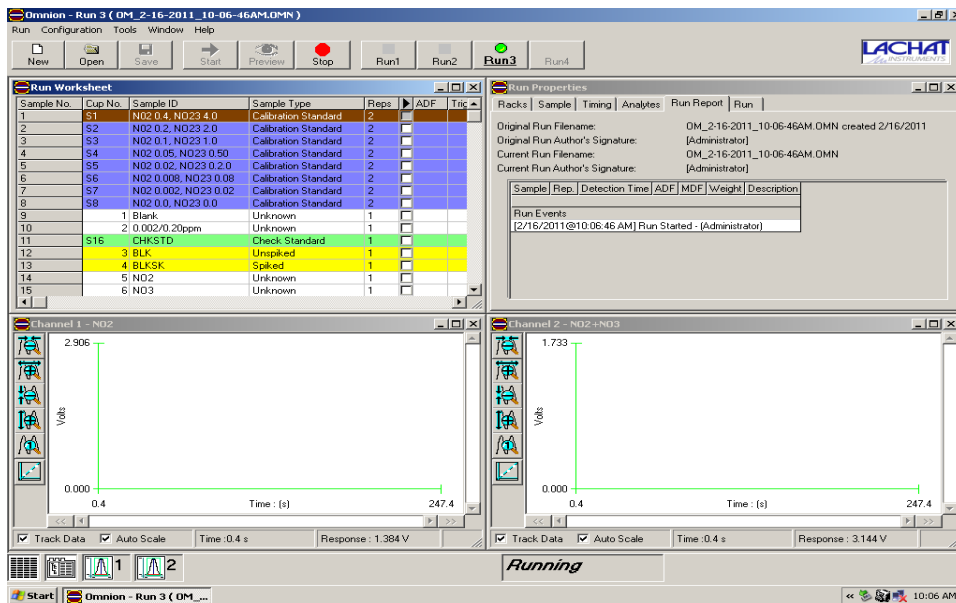 Omnion - Run 3 ( OM_2-16-2011_10-06-46AM.OMN )
Run Configuration Tools Window Help
New Open Save Start Preview Stop Run1 Run2 Run3 Run4
LACHAT
INSTRUMENTS
Run Worksheet
Sample No. Cup No. Sample ID Sample Type Reps ADF Trig
1 S1 N02 0.4, NO23 4.0 Calibration Standard 2
2 S2 N02 0.2, NO23 2.0 Calibration Standard 2
3 S3 N02 0.1, NO23 1.0 Calibration Standard 2
4 S4 N02 0.05, NO23 0.50 Calibration Standard 2
5 S5 N02 0.02, NO23 0.2.0 Calibration Standard 2
6 S6 N02 0.008, NO23 0.08 Calibration Standard 2
7 S7 N02 0.002, NO23 0.02 Calibration Standard 2
8 S8 N02 0.0, NO23 0.0 Calibration Standard 2
9 1 Blank Unknown 1
10 2 0.002/0.20ppm Unknown 1
11 S16 CHKSTD Check Standard 1
12 3 BLK Unspiked 1
13 4 BLKSK Spiked 1
14 5 NO2 Unknown 1
15 6 NO3 Unknown 1
Run Properties
Racks Sample Timing Analytes Run Report Run
Original Run Filename: OM_2-16-2011_10-06-46AM.OMN created 2/16/2011
Original Run Author's Signature: [Administrator]
Current Run Filename: OM_2-16-2011_10-06-46AM.OMN
Current Run Author's Signature: [Administrator]
Sample Rep. Detection Time ADF MDF Weight Description
Run Events
[2/16/2011@10:06:46 AM] Run Started - (Administrator)
Channel 1 - NO2
2.906
Volts
0.000
0.4 Time : (s) 247.4
<< >>
Track Data Auto Scale Time :0.4 s Response : 1.384 V
Channel 2 - NO2+NO3
1.733
Volts
0.000
0.4 Time : (s) 247.4
<< >>
Track Data Auto Scale Time :0.4 s Response : 3.144 V
1 2 Running
Start Omnion - Run 3 ( OM_... « 10:06 AM